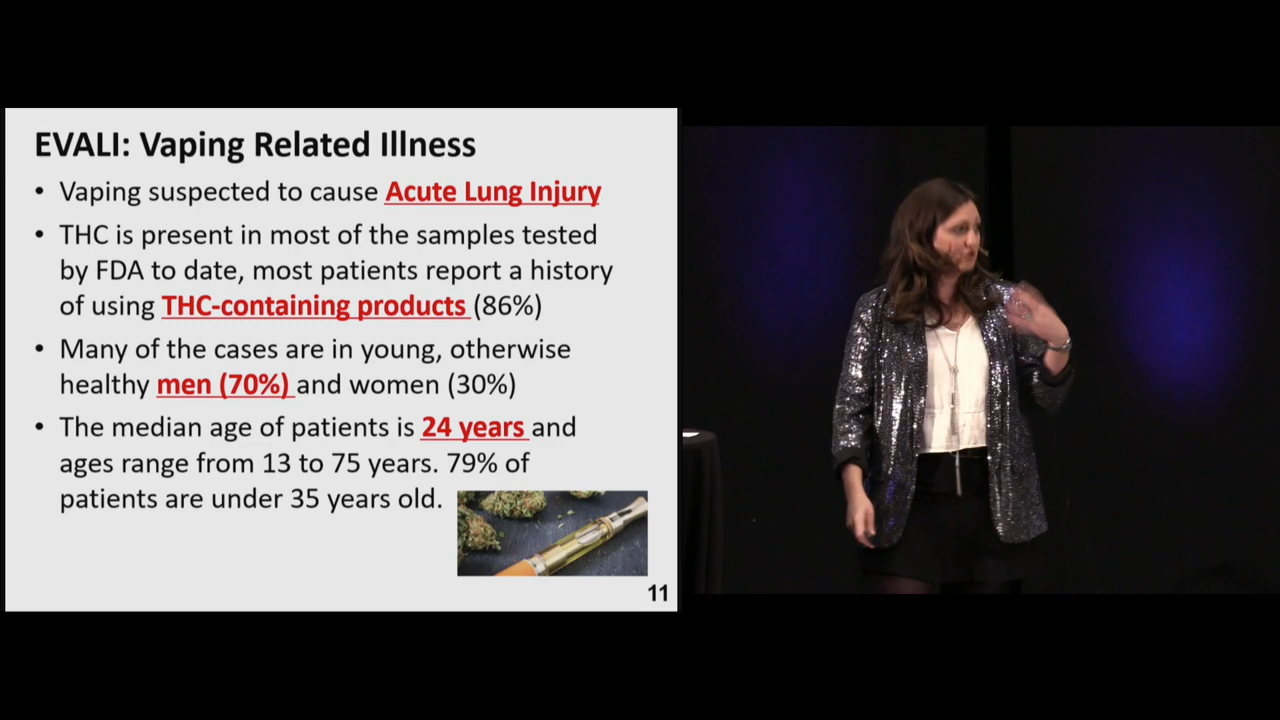 EVALI: Vaping Related Illness
• Vaping suspected to cause Acute Lung Injury
• THC is present in most of the samples tested
by FDA to date, most patients report a history
of using THC-containing products (86%)
• Many of the cases are in young, otherwise
healthy men (70%) and women (30%)
• The median age of patients is 24 years and
ages range from 13 to 75 years. 79% of
patients are under 35 years old.
11